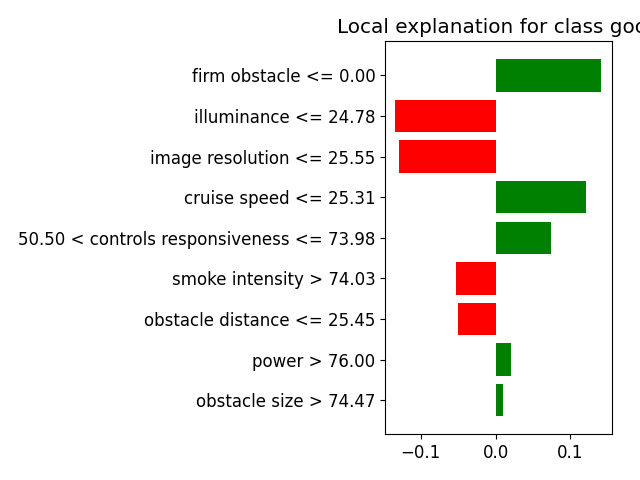 Local explanation for class goo
firm obstacle <= 0.00
illuminance <= 24.78
image resolution <= 25.55
cruise speed <= 25.31
50.50 < controls responsiveness <= 73.98
smoke intensity > 74.03
obstacle distance <= 25.45
power > 76.00
obstacle size > 74.47
−0.1 0.0 0.1